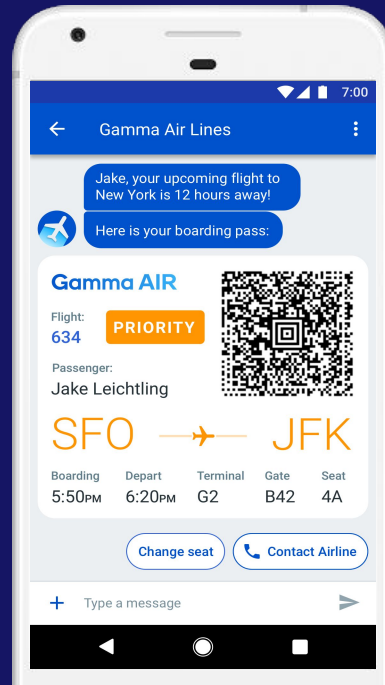 7:00
Gamma Air Lines
Jake, your upcoming flight to
New York is 12 hours away!
Here is your boarding pass:
Gamma AIR
Flight:
634
PRIORITY
Passenger:
Jake Leichtling
SFO JFK
Boarding Depart Terminal Gate Seat
5:50PM 6:20PM G2 B42 4A
Change seat Contact Airline
Type a message